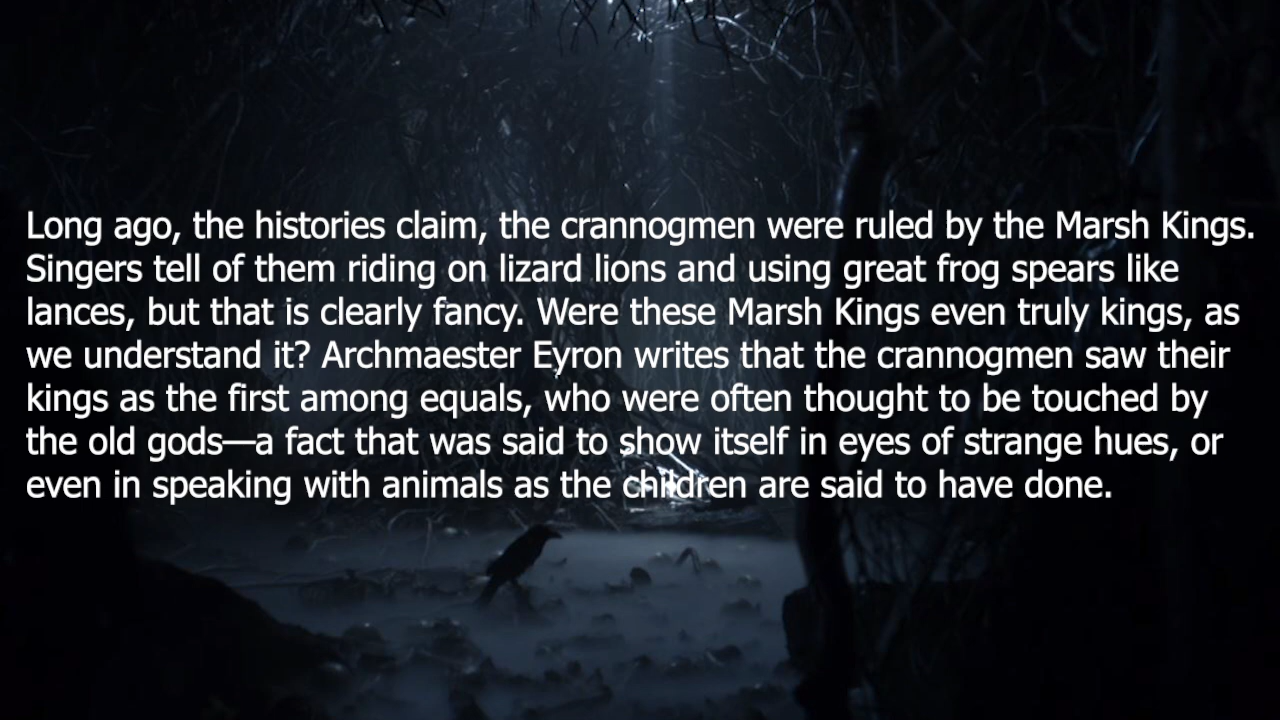 Long ago, the histories claim, the crannogmen were ruled by the Marsh Kings.
Singers tell of them riding on lizard lions and using great frog spears like
lances, but that is clearly fancy. Were these Marsh Kings even truly kings, as
we understand it? Archmaester Eyron writes that the crannogmen saw their
kings as the first among equals, who were often thought to be touched by
the old gods—a fact that was said to show itself in eyes of strange hues, or
even in speaking with animals as the children are said to have done.